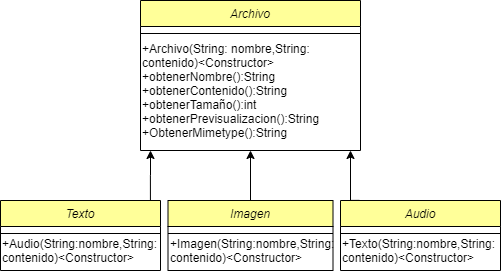 Archivo
+Archivo(String: nombre,String:
contenido)<Constructor>
+obtenerNombre():String
+obtenerContenido():String
+obtenerTamaño():int
+obtenerPrevisualizacion():String
+ObtenerMimetype():String
Texto
+Audio(String:nombre,String:
contenido)<Constructor>
Imagen
+Imagen(String:nombre,String:
contenido)<Constructor>
Audio
+Texto(String:nombre,String:
contenido)<Constructor>